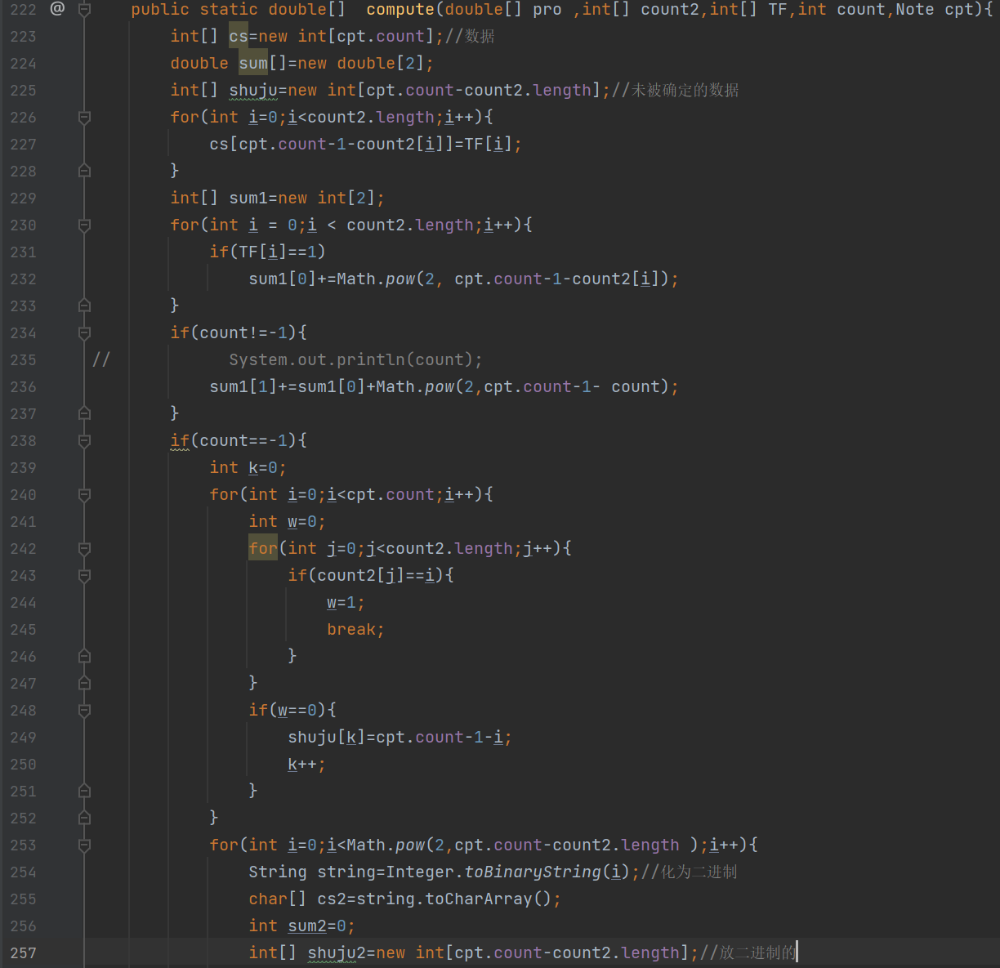 222 @ public static double[]  compute(double[] pro ,int[] count2,int[] TF,int count,Note cpt){
223 int[] cs=new int[cpt.count];//数据
224 double sum[]=new double[2];
225 int[] shuju=new int[cpt.count-count2.length];//未被确定的数据
226 for(int i=0;i<count2.length;i++){
227 cs[cpt.count-1-count2[i]]=TF[i];
228 }
229 int[] sum1=new int[2];
230 for(int i = 0;i < count2.length;i++){
231 if(TF[i]==1)
232 sum1[0]+=Math.pow(2, cpt.count-1-count2[i]);
233 }
234 if(count!=-1){
235 // System.out.println(count);
236 sum1[1]+=sum1[0]+Math.pow(2,cpt.count-1- count);
237 }
238 if(count==-1){
239 int k=0;
240 for(int i=0;i<cpt.count;i++){
241 int w=0;
242 for(int j=0;j<count2.length;j++){
243 if(count2[j]==i){
244 w=1;
245 break;
246 }
247 }
248 if(w==0){
249 shuju[k]=cpt.count-1-i;
250 k++;
251 }
252 }
253 for(int i=0;i<Math.pow(2,cpt.count-count2.length );i++){
254 String string=Integer.toBinaryString(i);//化为二进制
255 char[] cs2=string.toCharArray();
256 int sum2=0;
257 int[] shuju2=new int[cpt.count-count2.length];//放二进制的